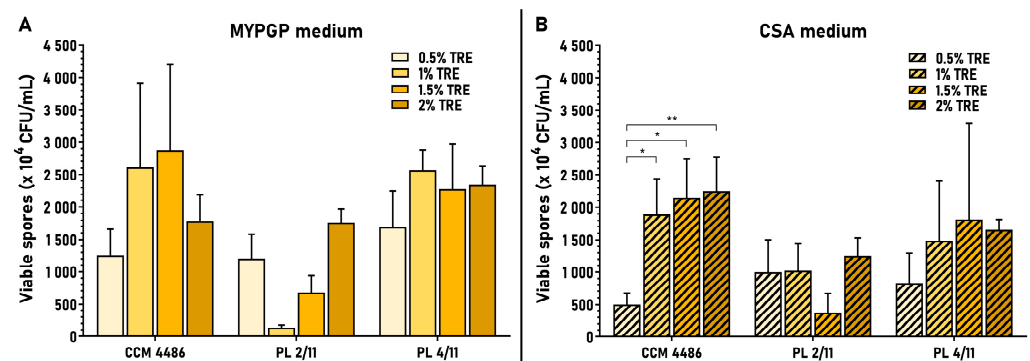 A
MYPGP medium
Viable spores (x 10⁴ CFU/mL)
4 500
4 000
3 500
3 000
2 500
2 000
1 500
1 000
500
0
0.5% TRE
1% TRE
1.5% TRE
2% TRE
CCM 4486
PL 2/11
PL 4/11
B
CSA medium
Viable spores (x 10⁴ CFU/mL)
4 500
4 000
3 500
3 000
2 500
2 000
1 500
1 000
500
0
0.5% TRE
1% TRE
1.5% TRE
2% TRE
**
*
*
CCM 4486
PL 2/11
PL 4/11